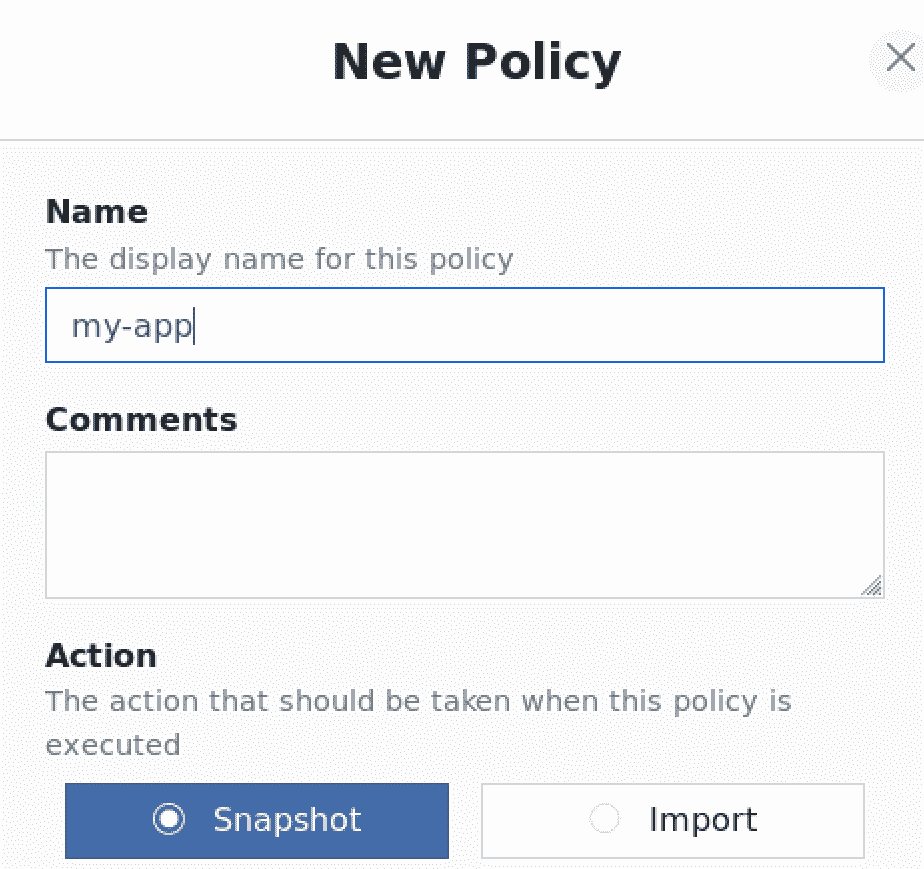 New Policy
Name
The display name for this policy
my-app
Comments
Action
The action that should be taken when this policy is
executed
Snapshot
Import